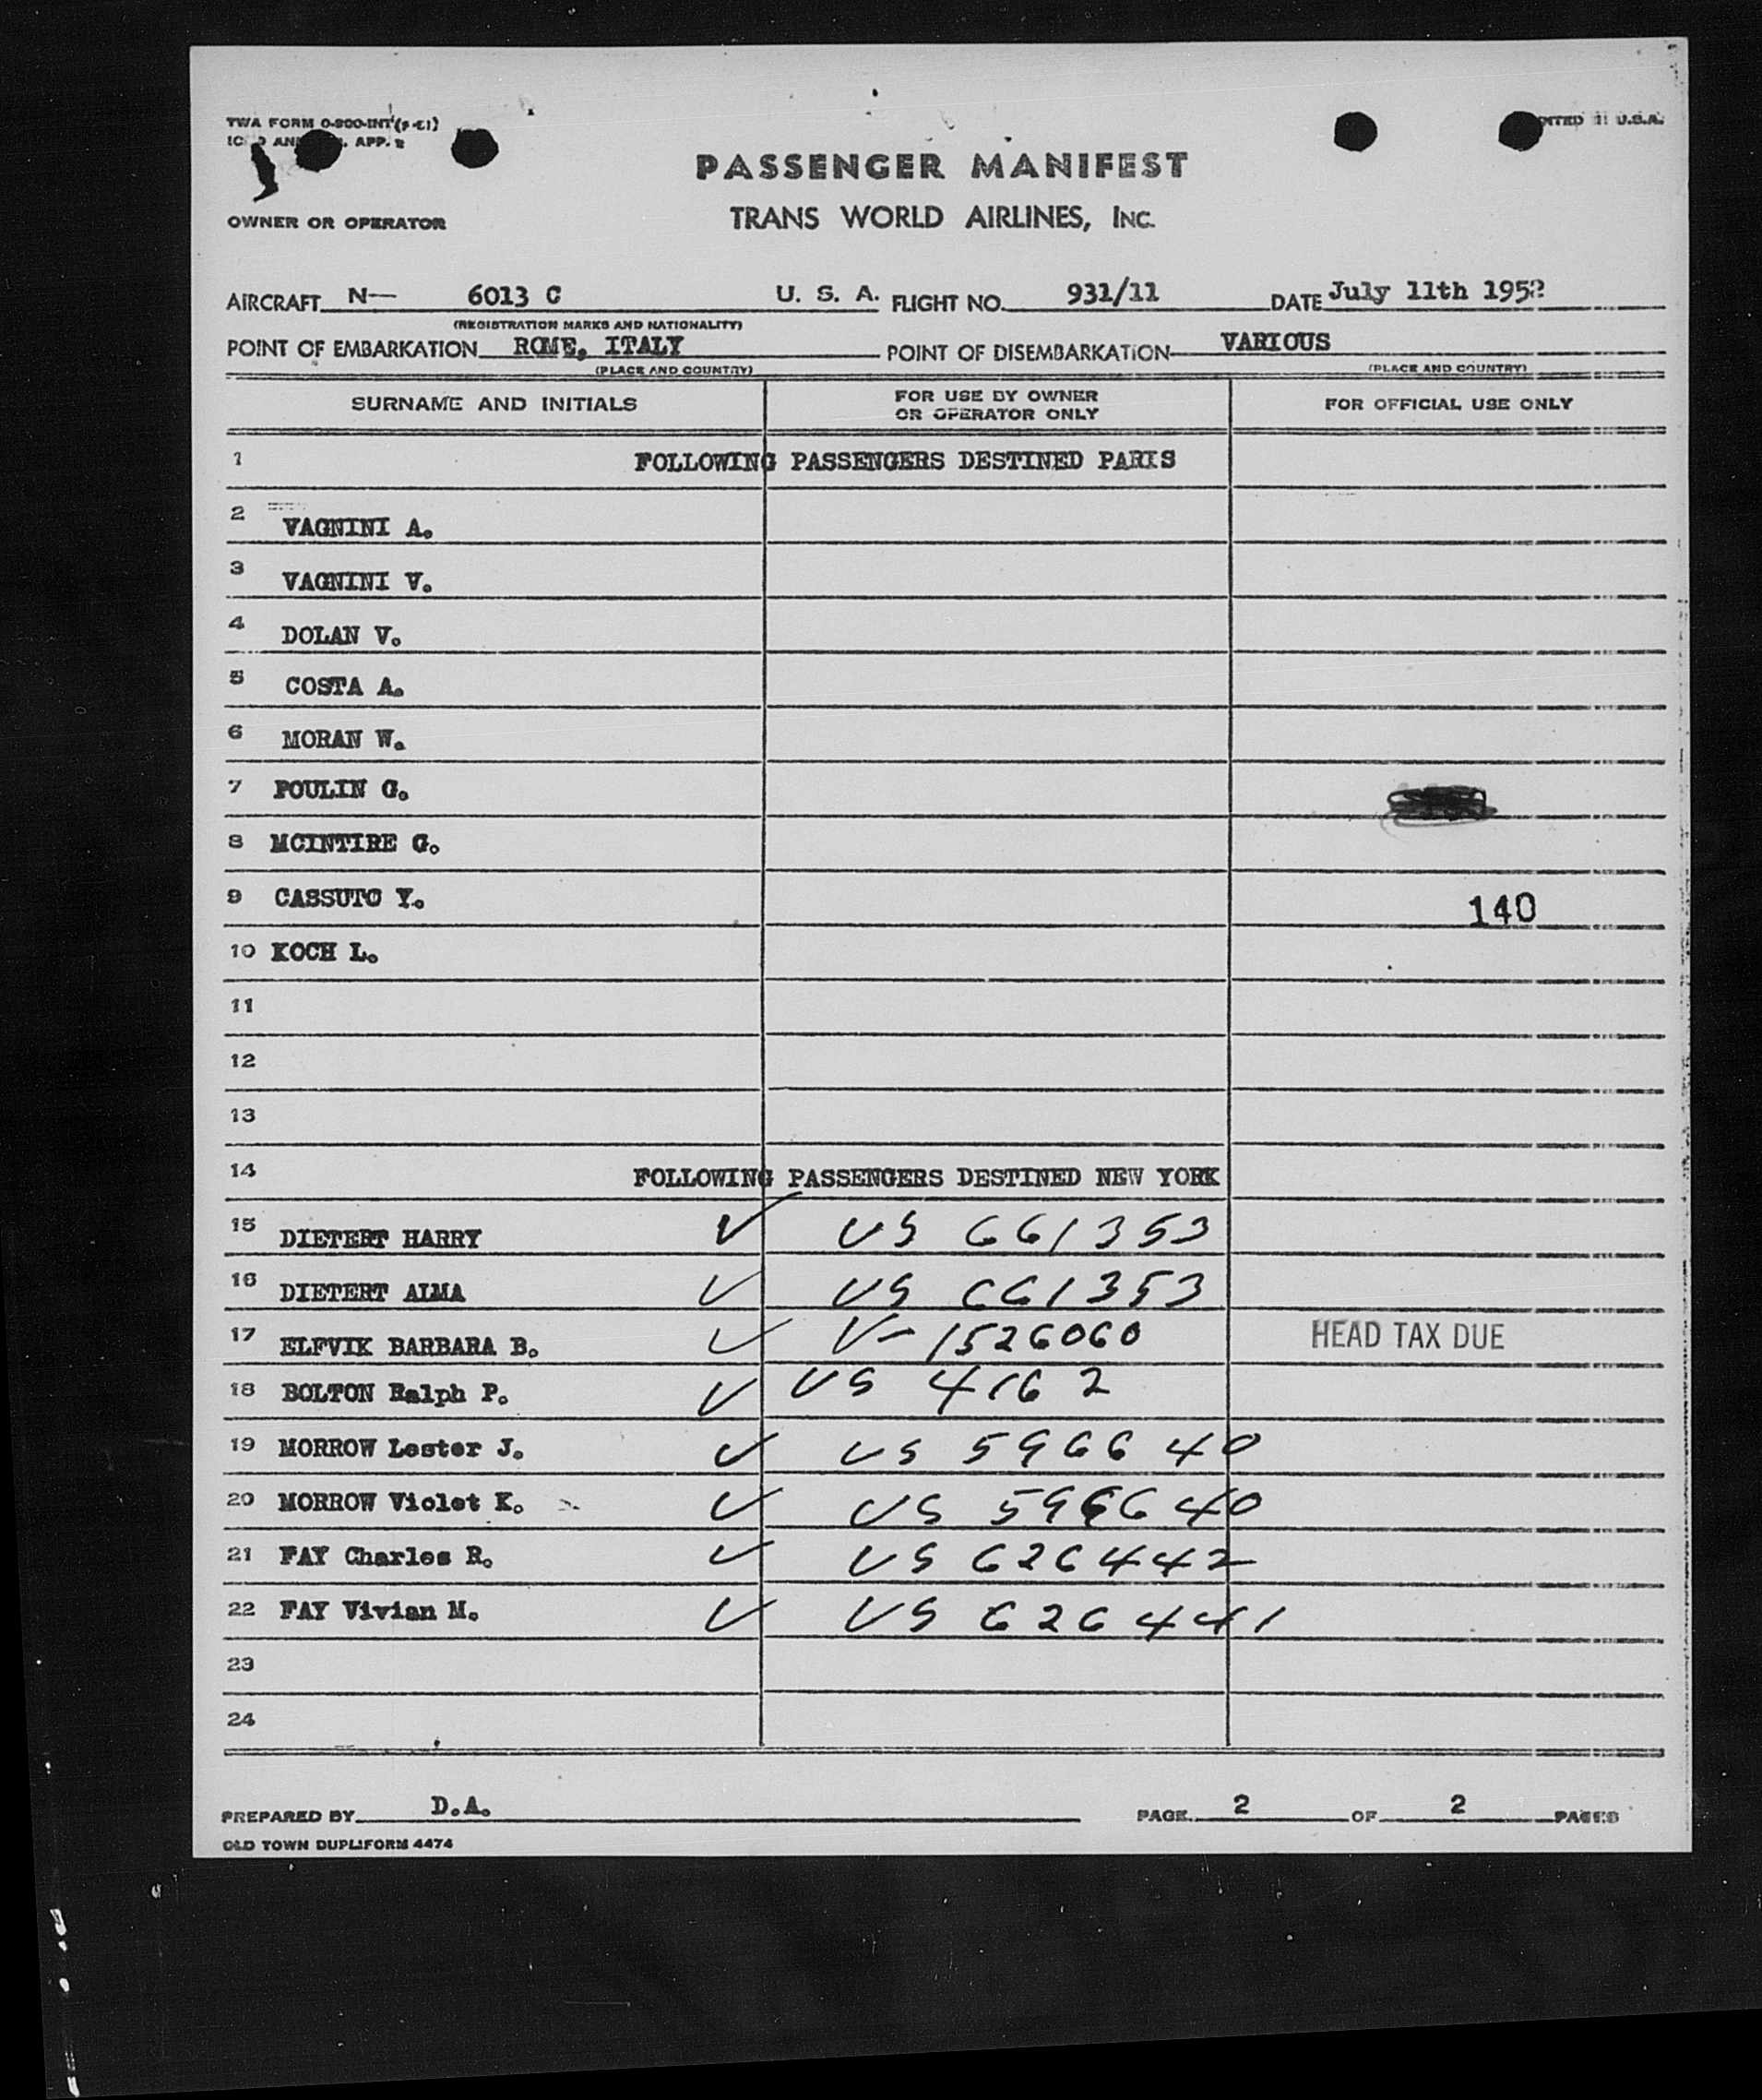 TWA FORM 0-800-INT
APP.
U.S.A.
PASSENGER MANIFEST
OWNER OR OPERATOR
TRANS WORLD AIRLINES, INC.
AIRCRAFT N— 6013 C U. S. A. FLIGHT NO. 931/11 DATE July 11th 1952
(REGISTRATION MARKS AND NATIONALITY)
POINT OF EMBARKATION ROME, ITALY POINT OF DISEMBARKATION VARIOUS
(PLACE AND COUNTRY) (PLACE AND COUNTRY)
SURNAME AND INITIALS FOR USE BY OWNER OR OPERATOR ONLY FOR OFFICIAL USE ONLY
1 FOLLOWING PASSENGERS DESTINED PARIS
2 VAGNINI A.
3 VAGNINI V.
4 DOLAN V.
5 COSTA A.
6 MORAN W.
7 POULIN G.
8 MCINTIRE G.
9 CASSUTO Y. 140
10 KOCH L.
11
12
13
14 FOLLOWING PASSENGERS DESTINED NEW YORK
15 DIETERT HARRY ✓ US 661353
16 DIETERT ALMA ✓ US 661353
17 ELFVIK BARBARA B. ✓ V-1526060 HEAD TAX DUE
18 BOLTON Ralph P. ✓ US 4162
19 MORROW Lester J. ✓ US 596640
20 MORROW Violet K. ✓ US 596640
21 FAY Charles R. ✓ US 626442
22 FAY Vivian M. ✓ US 626441
23
24
PREPARED BY D.A. PAGE 2 OF 2 PAGES
OLD TOWN DUPLIFORM 4474